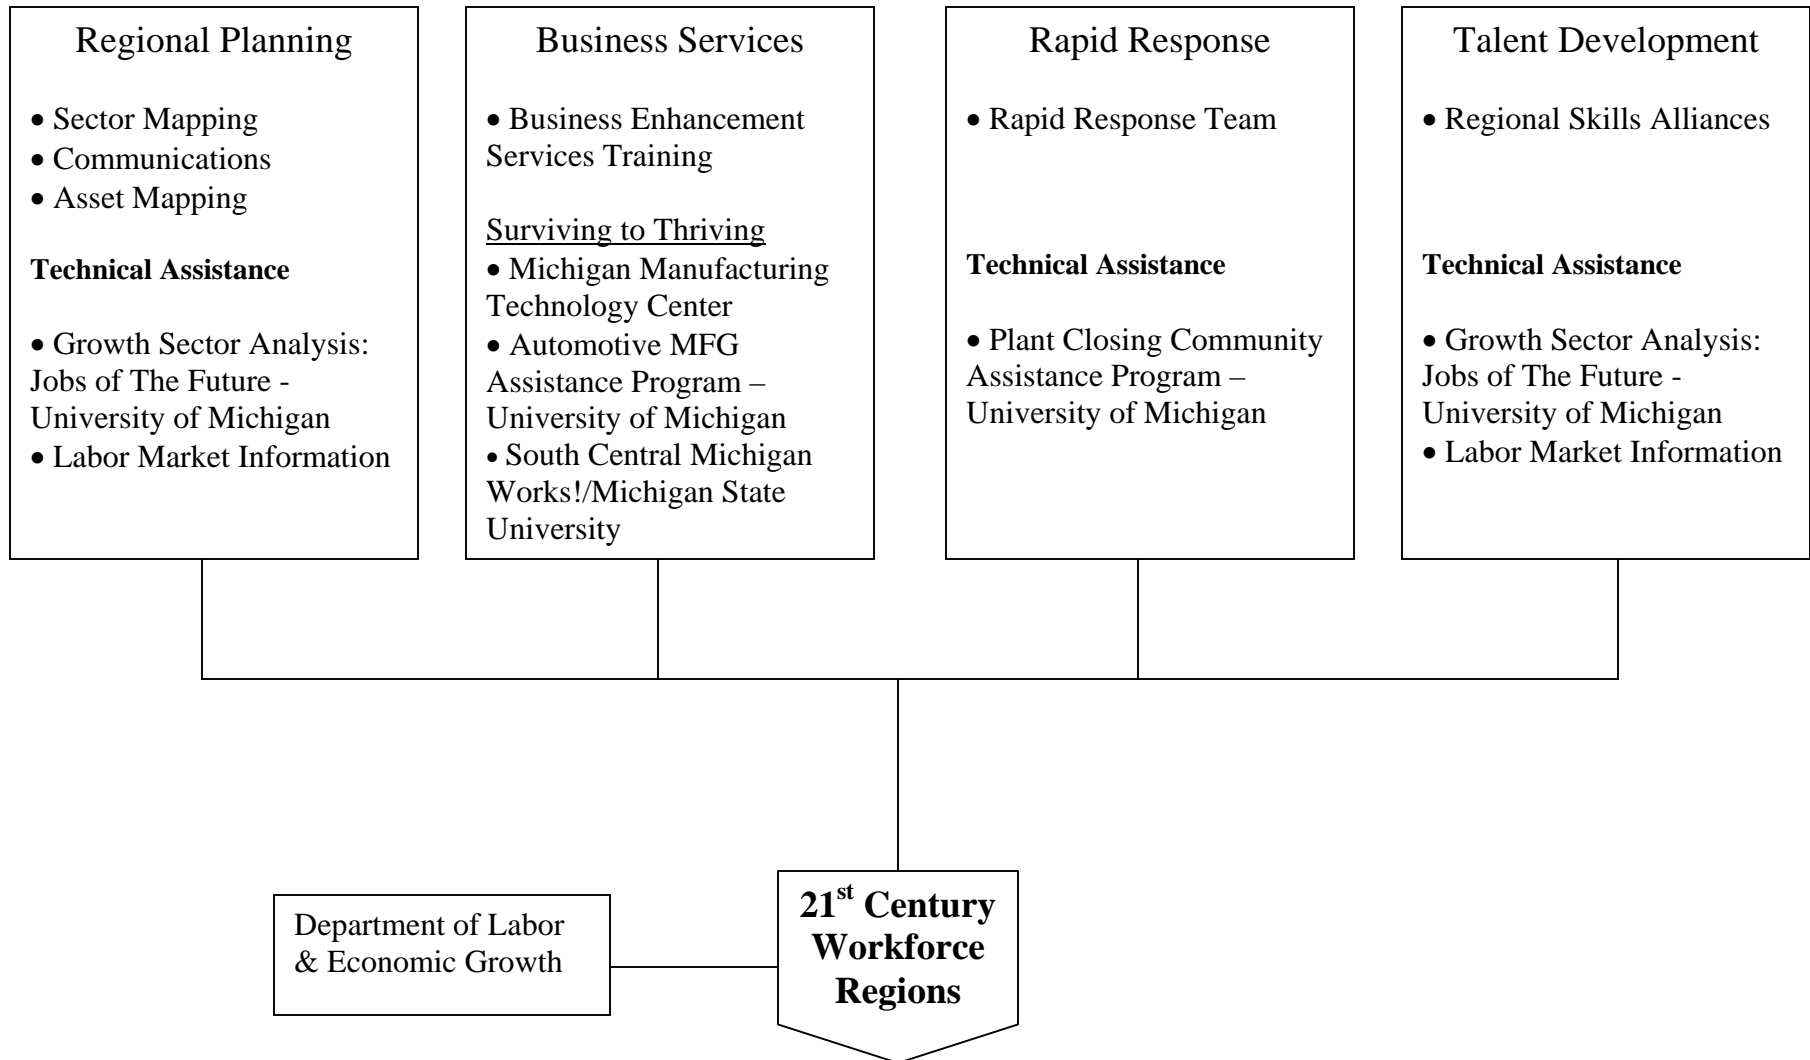 Regional Planning
• Sector Mapping
• Communications
• Asset Mapping
Technical Assistance
• Growth Sector Analysis:
Jobs of The Future -
University of Michigan
• Labor Market Information
Business Services
• Business Enhancement
Services Training
Surviving to Thriving
• Michigan Manufacturing
Technology Center
• Automotive MFG
Assistance Program –
University of Michigan
• South Central Michigan
Works!/Michigan State
University
Rapid Response
• Rapid Response Team
Technical Assistance
• Plant Closing Community
Assistance Program –
University of Michigan
Talent Development
• Regional Skills Alliances
Technical Assistance
• Growth Sector Analysis:
Jobs of The Future -
University of Michigan
• Labor Market Information
Department of Labor
& Economic Growth
21st Century
Workforce
Regions